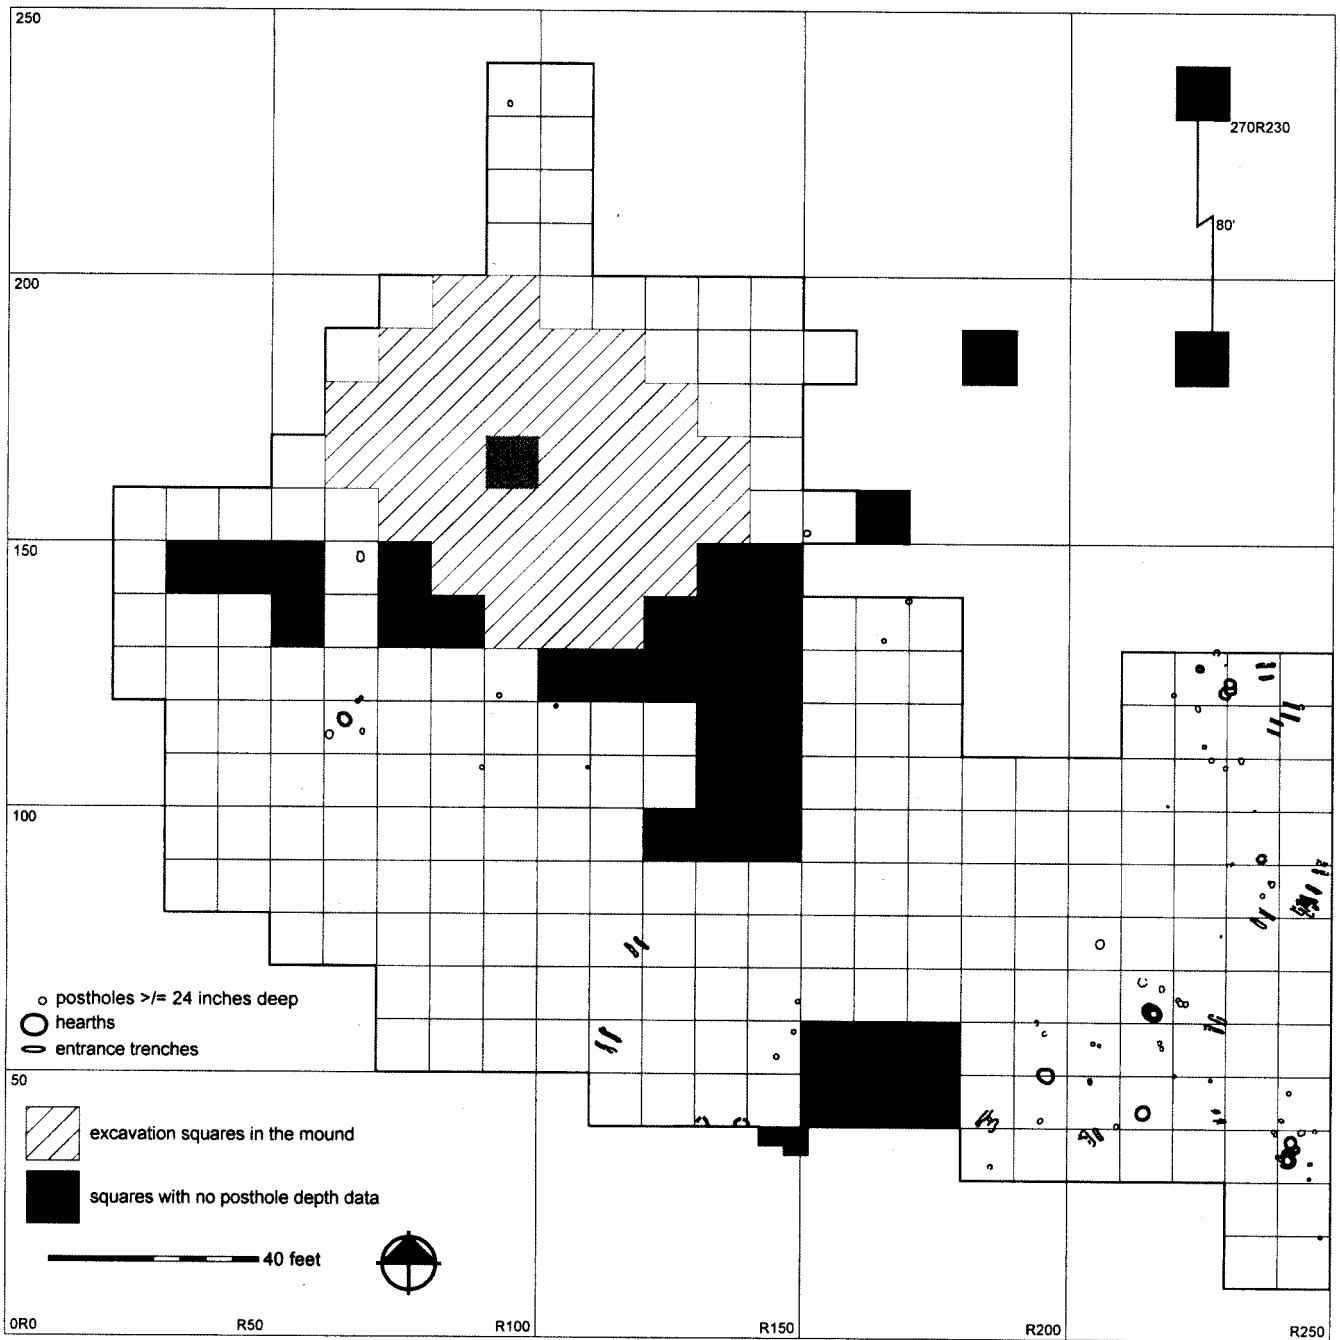 250
270R230
80'
200
150
100
postholes >/= 24 inches deep
hearths
entrance trenches
50
excavation squares in the mound
squares with no posthole depth data
40 feet
0R0 R50 R100 R150 R200 R250